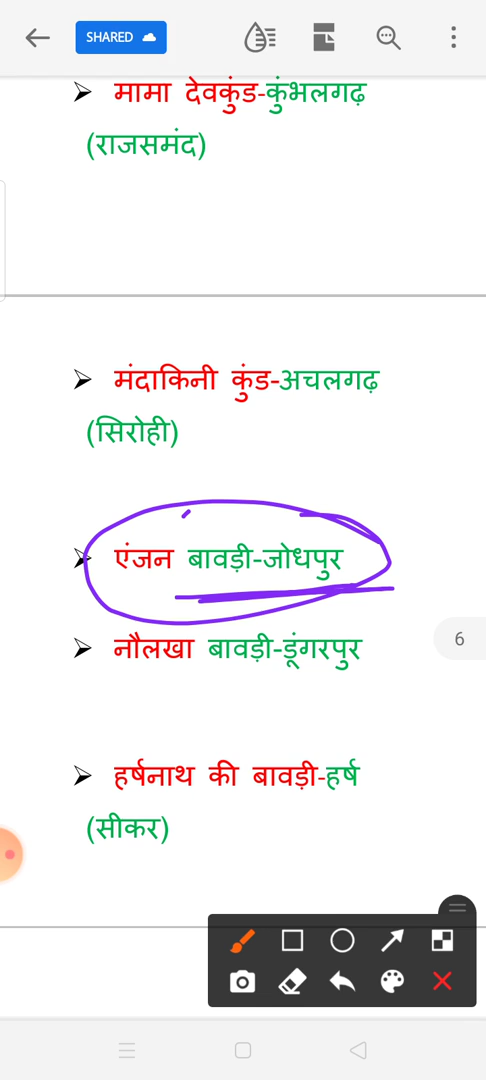 SHARED
मामा देवकुंड-कुंभलगढ़
(राजसमंद)
मंदाकिनी कुंड-अचलगढ़
(सिरोही)
एंजन बावड़ी-जोधपुर
6
नौलखा बावड़ी-डूंगरपुर
हर्षनाथ की बावड़ी-हर्ष
(सीकर)